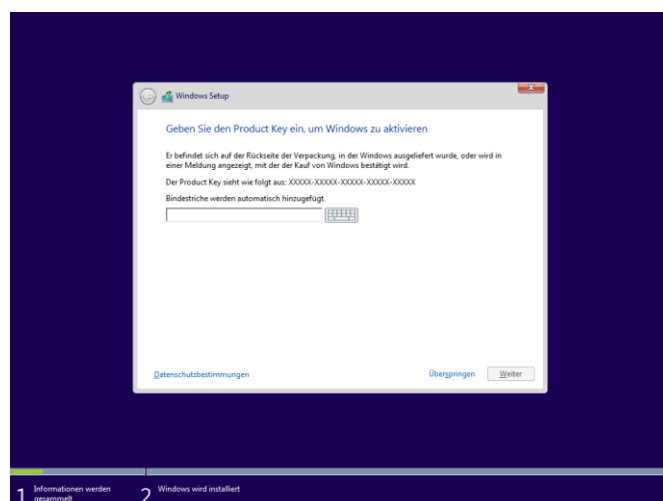 Windows Setup
Geben Sie den Product Key ein, um Windows zu aktivieren
Er befindet sich auf der Rückseite der Verpackung, in der Windows ausgeliefert wurde, oder wird in
einer Meldung angezeigt, mit der der Kauf von Windows bestätigt wird.
Der Product Key sieht wie folgt aus: XXXXX-XXXXX-XXXXX-XXXXX-XXXXX
Bindestriche werden automatisch hinzugefügt.
Datenschutzbestimmungen
Überspringen
Weiter
1 Informationen werden
gesammelt
2 Windows wird installiert